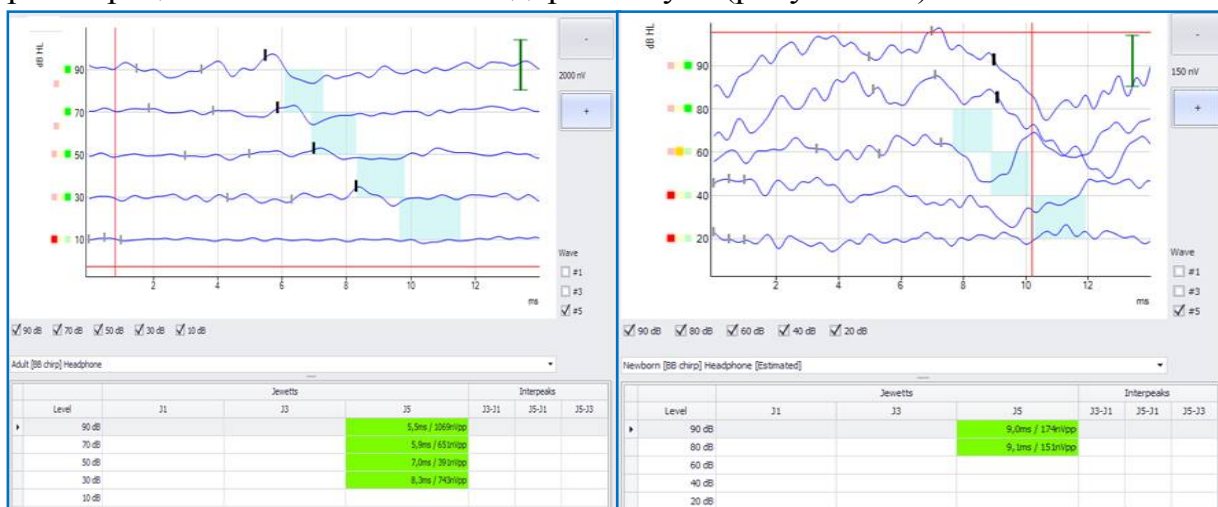 dB HL
90
70
50
30
10
2 4 6 8 10 12
ms
-
2000 nV
+
Wave
#1
#3
#5
90 dB 70 dB 50 dB 30 dB 10 dB
Adult [BB chirp] Headphone
Jewetts Interpeaks
Level J1 J3 J5 J3-J1 J5-J1 J5-J3
90 dB 5,5ms / 1069nVpp
70 dB 5,9ms / 651nVpp
50 dB 7,0ms / 391nVpp
30 dB 8,3ms / 743nVpp
10 dB
dB HL
90
80
60
40
20
2 4 6 8 10 12
ms
-
150 nV
+
Wave
#1
#3
#5
90 dB 80 dB 60 dB 40 dB 20 dB
Newborn [BB chirp] Headphone [Estimated]
Jewetts Interpeaks
Level J1 J3 J5 J3-J1 J5-J1 J5-J3
90 dB 9,0ms / 174nVpp
80 dB 9,1ms / 151nVpp
60 dB
40 dB
20 dB